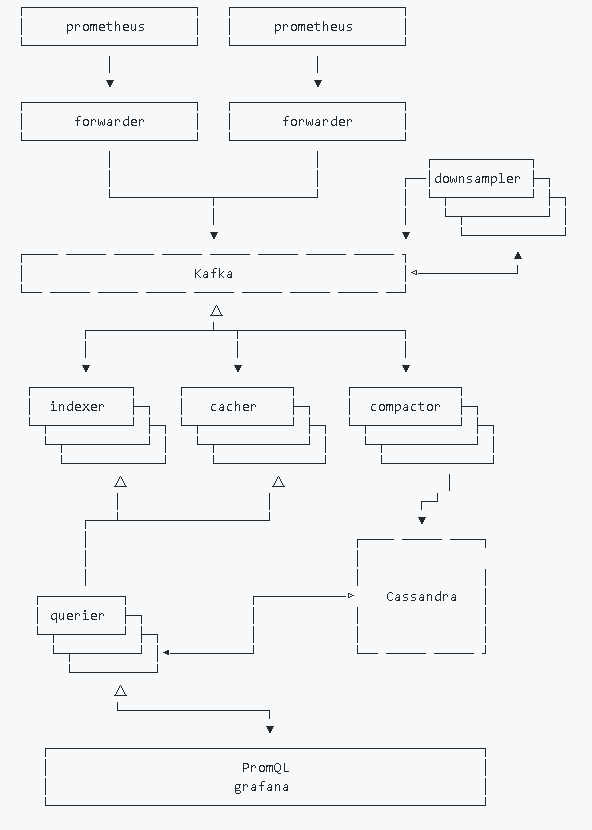 prometheus
prometheus
forwarder
forwarder
downsampler
Kafka
indexer
cacher
compactor
Cassandra
querier
PromQL
grafana